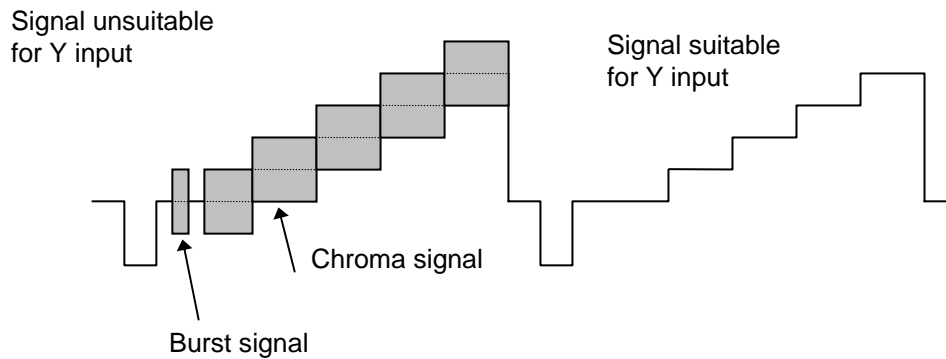 Signal unsuitable
for Y input
Signal suitable
for Y input
Chroma signal
Burst signal